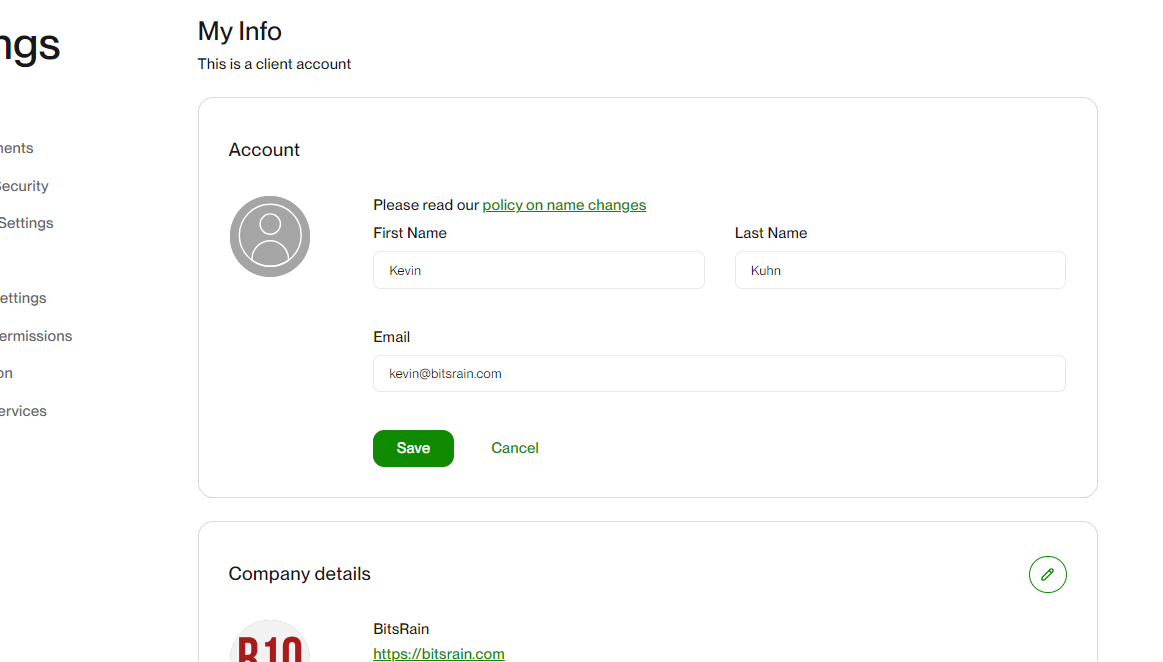 ngs
My Info
This is a client account
Account
ments
Security
Settings
ettings
ermissions
on
ervices
Please read our policy on name changes
First Name
Last Name
Kevin
Kuhn
Email
kevin@bitsrain.com
Save
Cancel
Company details
B10
BitsRain
https://bitsrain.com